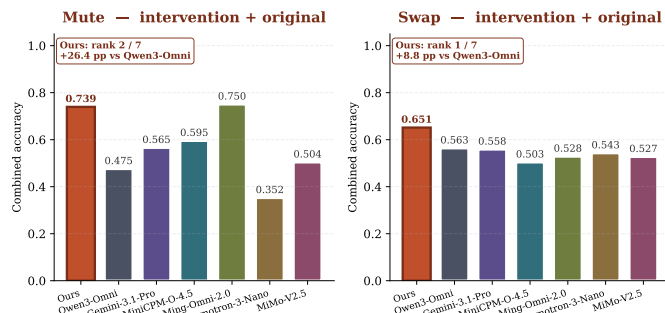 Mute — intervention + original
Ours: rank 2 / 7
+26.4 pp vs Qwen3-Omni
Combined accuracy
1.0
0.8
0.6
0.4
0.2
0.0
0.739
0.475
0.565
0.595
0.750
0.352
0.504
Ours
Qwen3-Omni
Gemini-3.1-Pro
MiniCPM-O-4.5
Ming-Omni-2.0
motron-3-Nano
MiMo-V2.5
Swap — intervention + original
Ours: rank 1 / 7
+8.8 pp vs Qwen3-Omni
Combined accuracy
1.0
0.8
0.6
0.4
0.2
0.0
0.651
0.563
0.558
0.503
0.528
0.543
0.527
Ours
Qwen3-Omni
Gemini-3.1-Pro
MiniCPM-O-4.5
Ming-Omni-2.0
motron-3-Nano
MiMo-V2.5